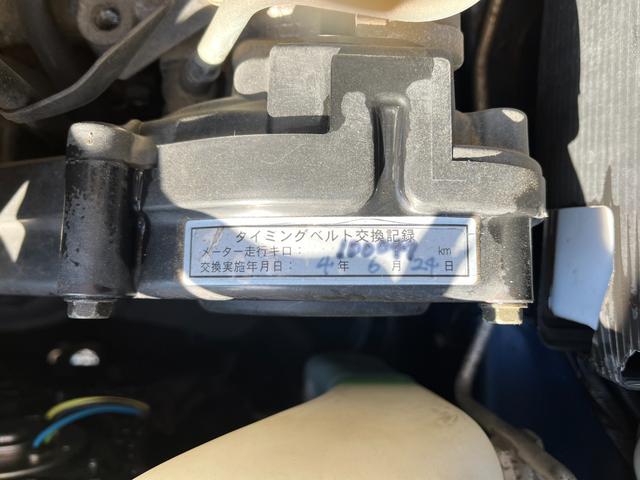 タイミングベルト交換記録
メーター走行キロ： km
交換実施年月日： 4 年 6 月 24 日